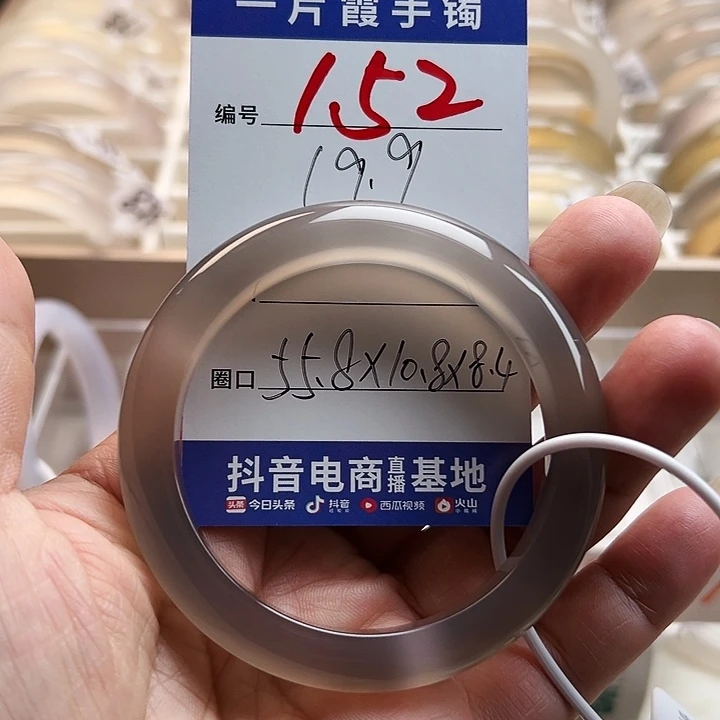 一片霞手镯
编号 152
19.9
圈口 55.8X10.8X8.4
抖音电商直播基地
头条 今日头条 抖音 西瓜视频 火山